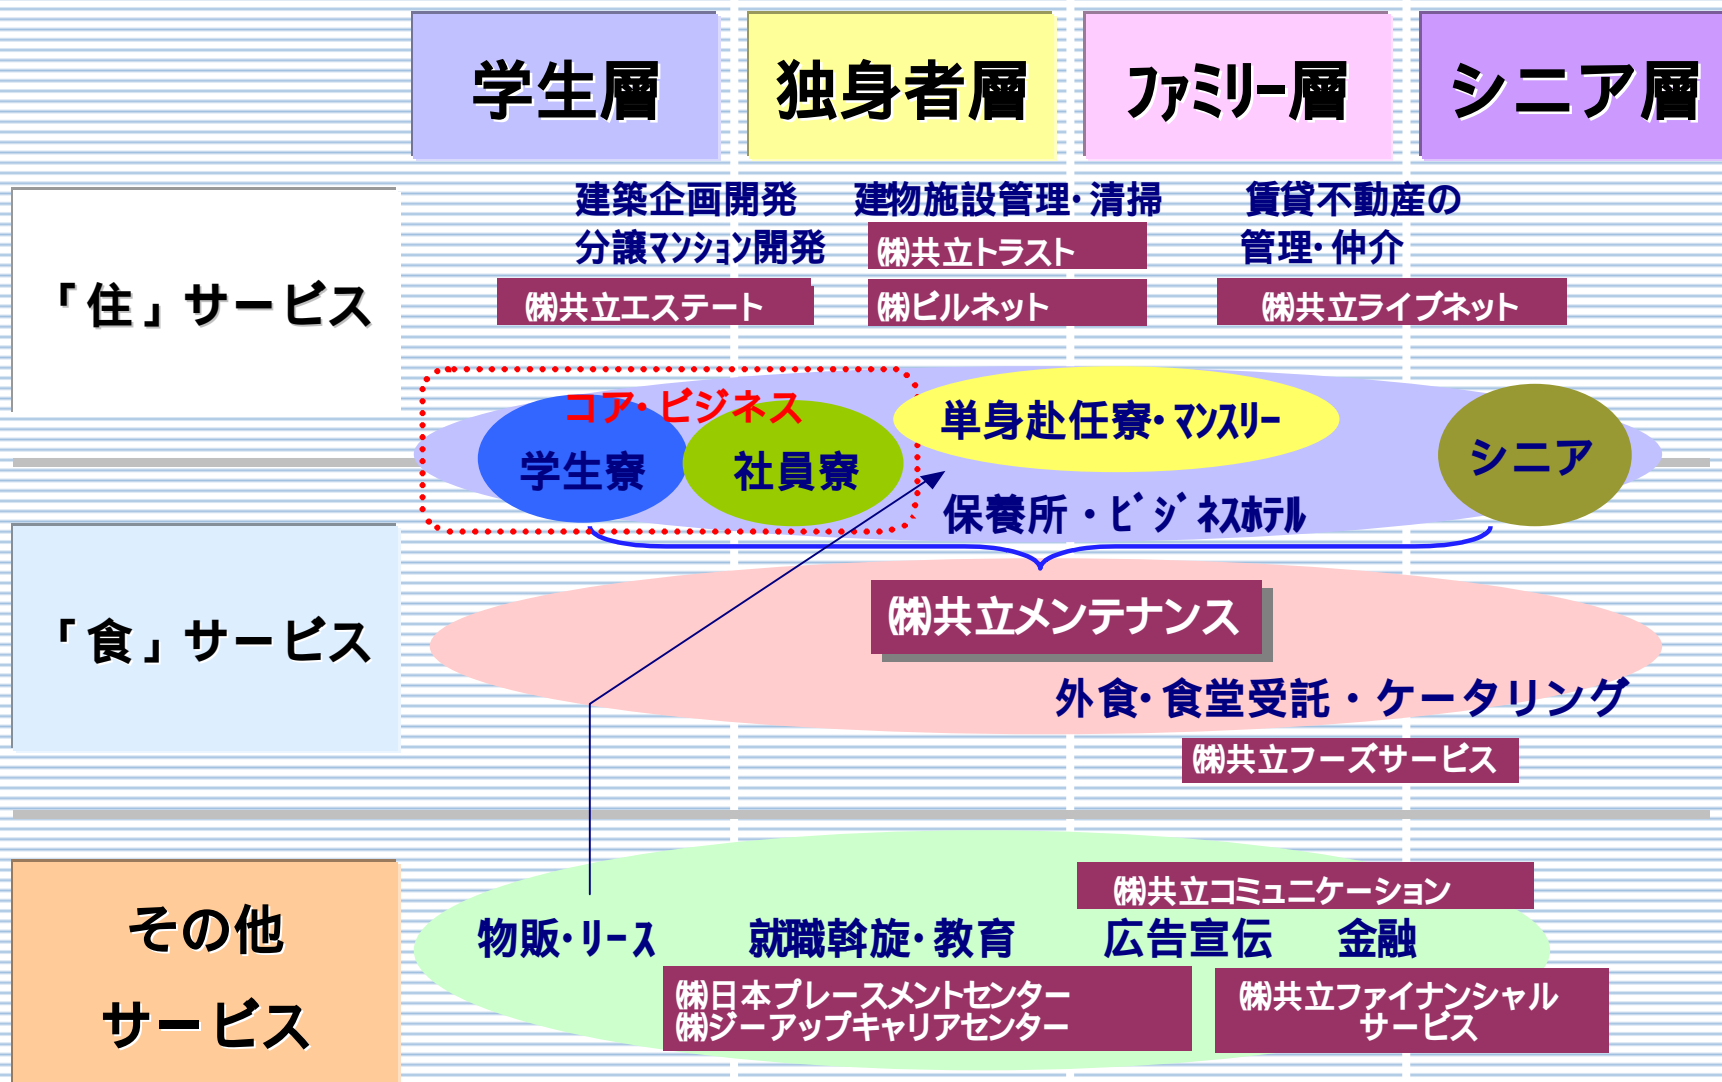 学生層
独身者層
ファミリー層
シニア層
「住」サービス
建築企画開発
分譲マンション開発
㈱共立エステート
建物施設管理・清掃
㈱共立トラスト
㈱ビルネット
賃貸不動産の
管理・仲介
㈱共立ライブネット
コア・ビジネス
学生寮
社員寮
単身赴任寮・マンスリー
シニア
保養所・ビジネスホテル
「食」サービス
㈱共立メンテナンス
外食・食堂受託・ケータリング
㈱共立フーズサービス
その他
サービス
㈱共立コミュニケーション
物販・リース
就職斡旋・教育
広告宣伝
金融
㈱日本プレースメントセンター
㈱ジーアップキャリアセンター
㈱共立ファイナンシャル
サービス